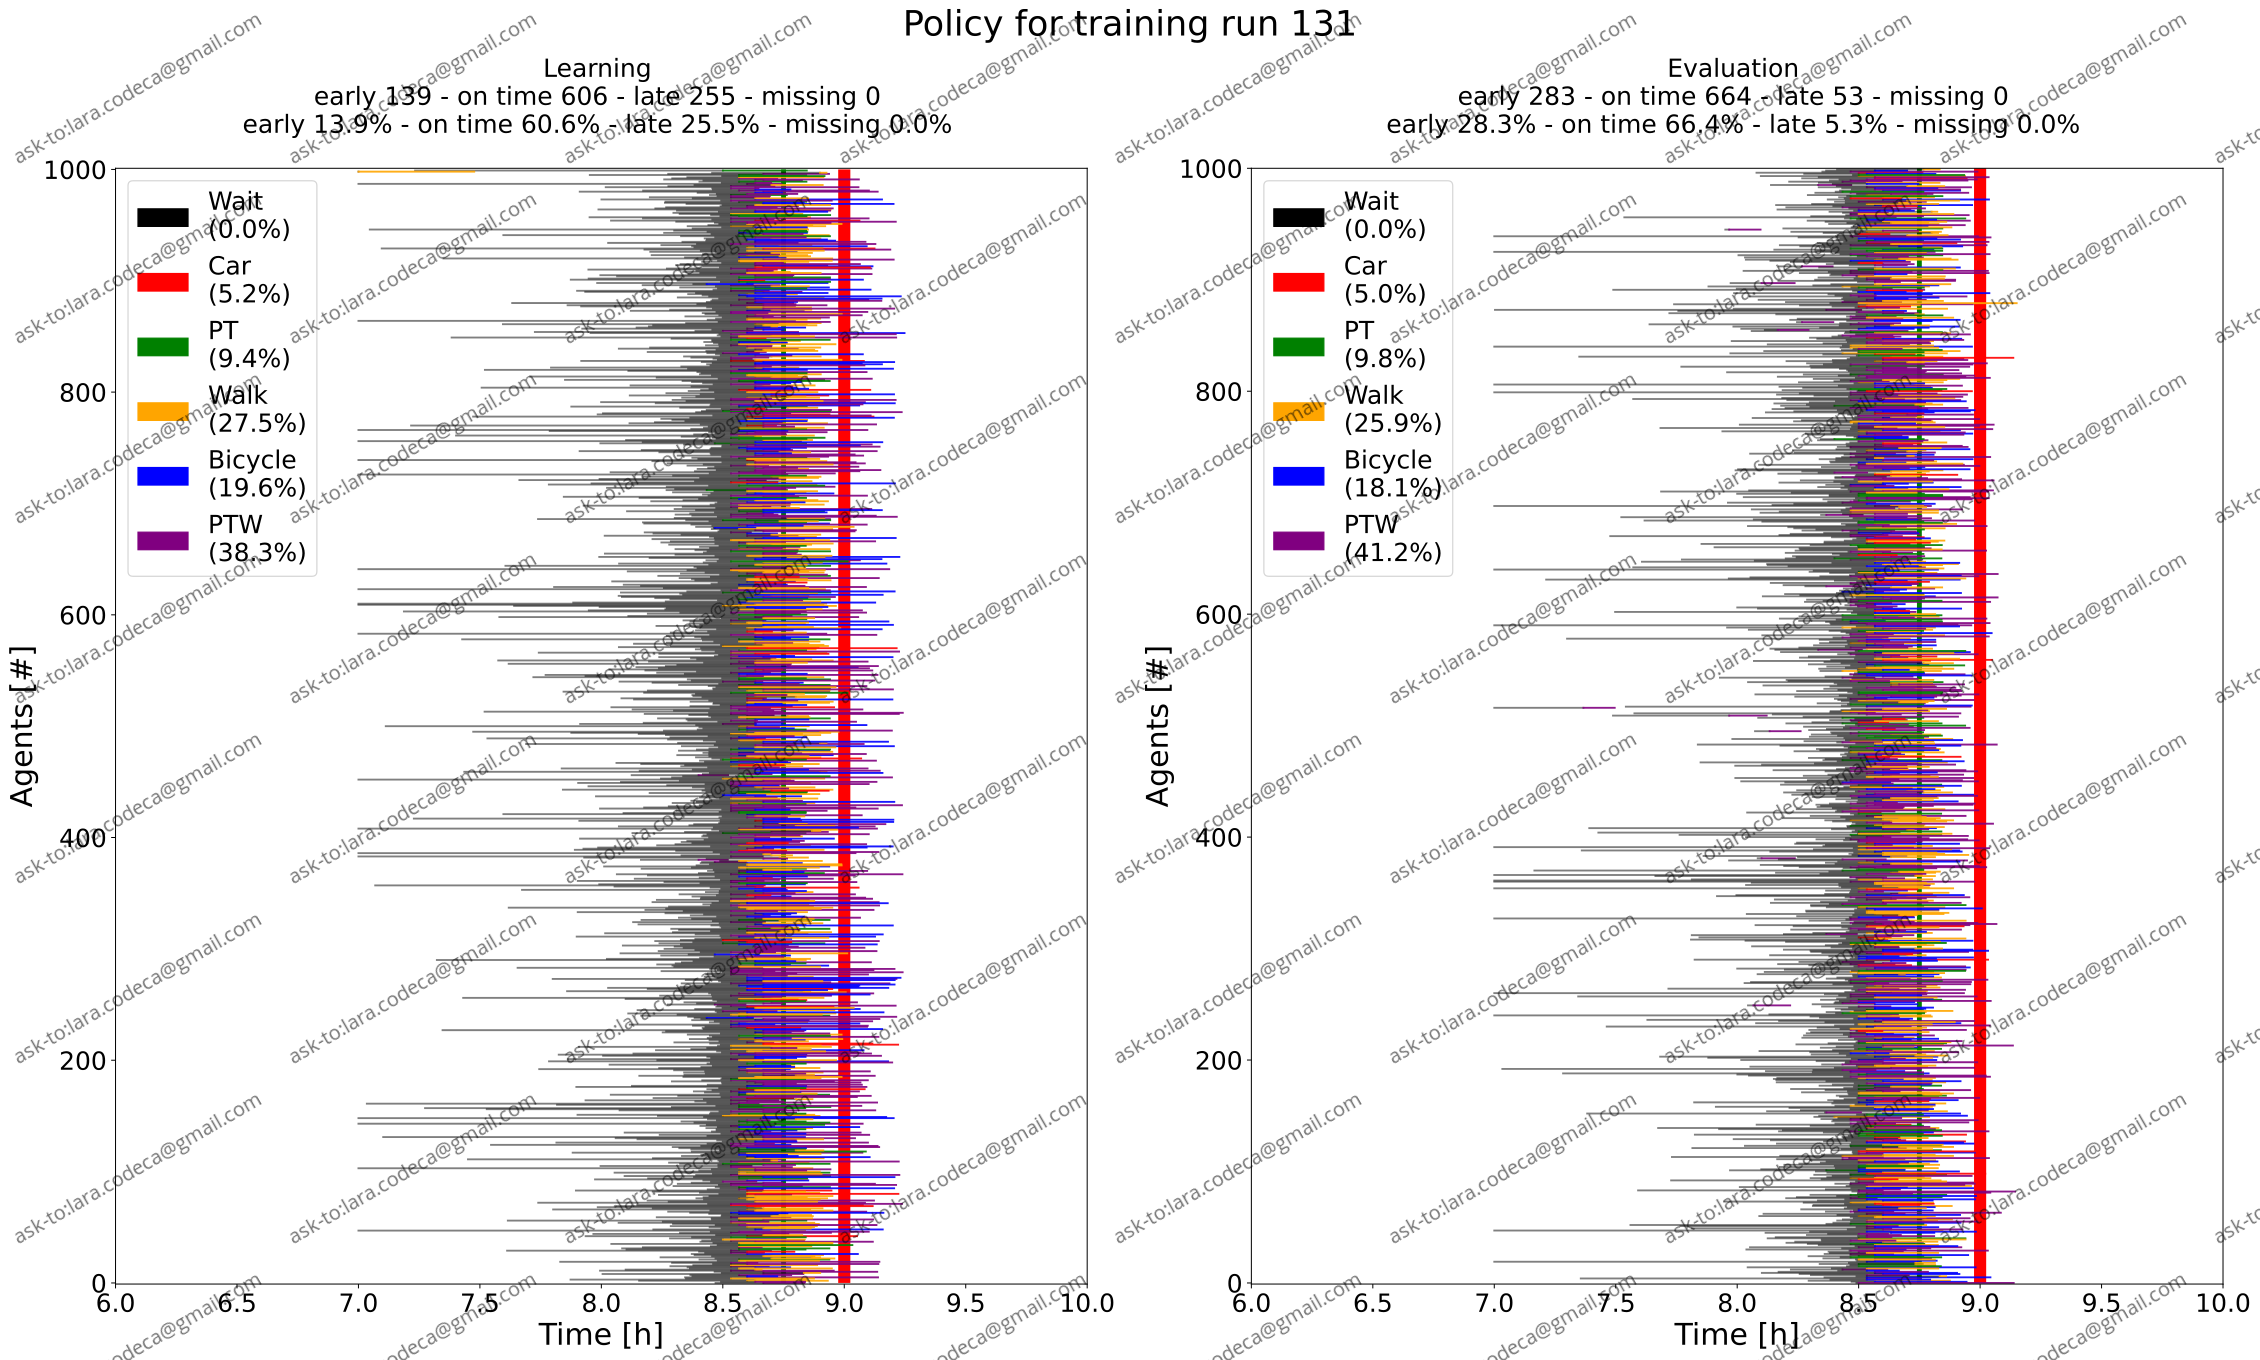 Policy for training run 131
Learning
early 139 - on time 606 - late 255 - missing 0
early 13.9% - on time 60.6% - late 25.5% - missing 0.0%
1000
800
600
400
200
0
Agents [#]
Wait
(0.0%)
Car
(5.2%)
PT
(9.4%)
Walk
(27.5%)
Bicycle
(19.6%)
PTW
(38.3%)
6.0 6.5 7.0 7.5 8.0 8.5 9.0 9.5 10.0
Time [h]
Evaluation
early 283 - on time 664 - late 53 - missing 0
early 28.3% - on time 66.4% - late 5.3% - missing 0.0%
1000
800
600
400
200
0
Agents [#]
Wait
(0.0%)
Car
(5.0%)
PT
(9.8%)
Walk
(25.9%)
Bicycle
(18.1%)
PTW
(41.2%)
6.0 6.5 7.0 7.5 8.0 8.5 9.0 9.5 10.0
Time [h]
ask-to:lara.codeca@gmail.com